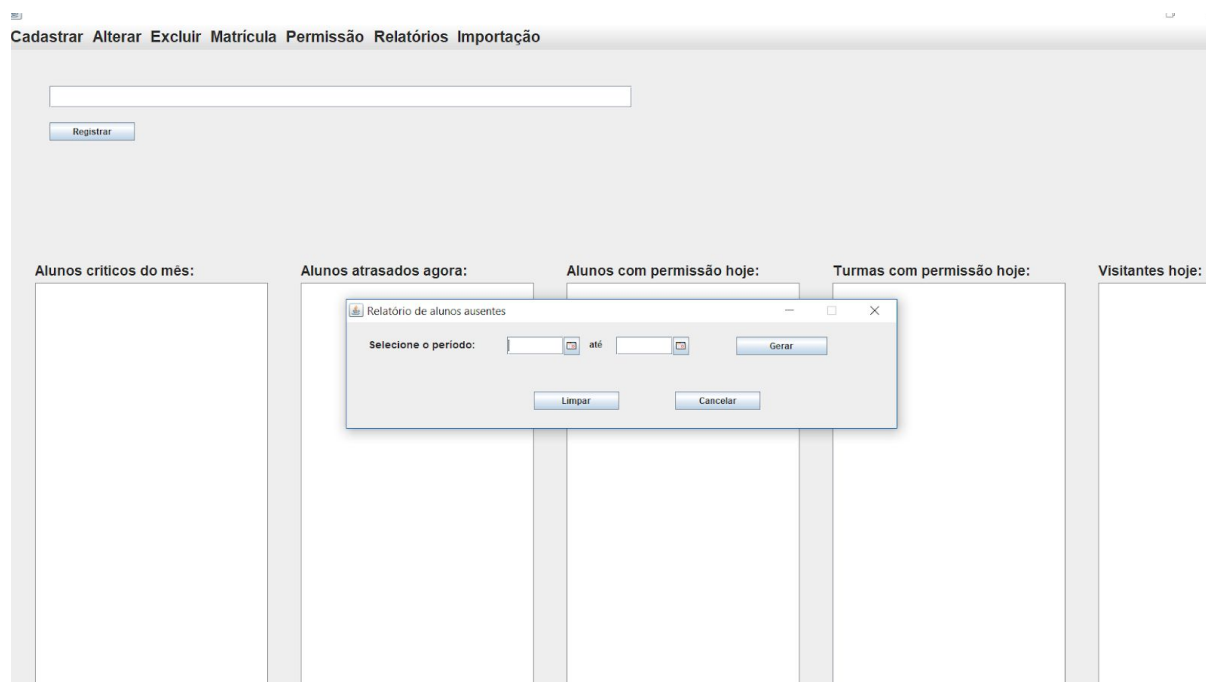 Cadastrar Alterar Excluir Matrícula Permissão Relatórios Importação
Registrar
Alunos criticos do mês: Alunos atrasados agora: Alunos com permissão hoje: Turmas com permissão hoje: Visitantes hoje:
Relatório de alunos ausentes
Selecione o período: até Gerar
Limpar Cancelar